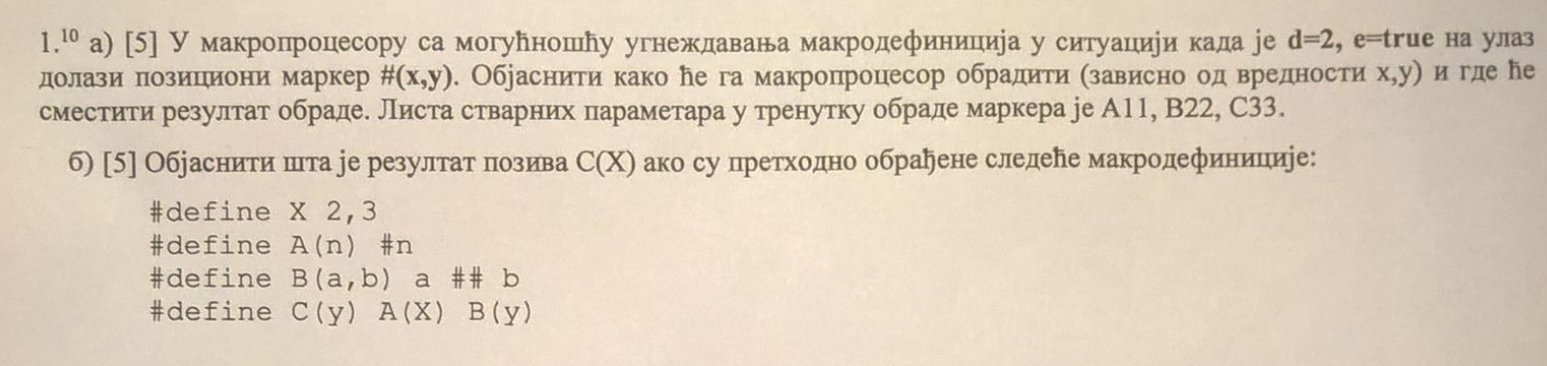 1.¹⁰ а) [5] У макропроцесору са могућношћу угнеждавања макродефиниција у ситуацији када је d=2, e=true на улаз
долази позициони маркер #(x,y). Објаснити како ће га макропроцесор обрадити (зависно од вредности x,y) и где ће
сместити резултат обраде. Листа стварних параметара у тренутку обраде маркера је A11, B22, C33.
б) [5] Објаснити шта је резултат позива C(X) ако су претходно обрађене следеће макродефиниције:
#define X 2,3
#define A(n) #n
#define B(a,b) a ## b
#define C(y) A(X) B(y)